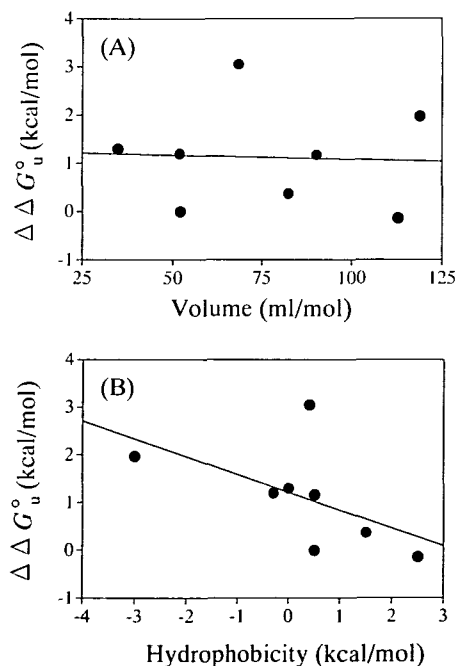 (A)
Δ Δ G°u (kcal/mol)
4
3
2
1
0
-1
25 50 75 100 125
Volume (ml/mol)
(B)
Δ Δ G°u (kcal/mol)
4
3
2
1
0
-1
-4 -3 -2 -1 0 1 2 3
Hydrophobicity (kcal/mol)